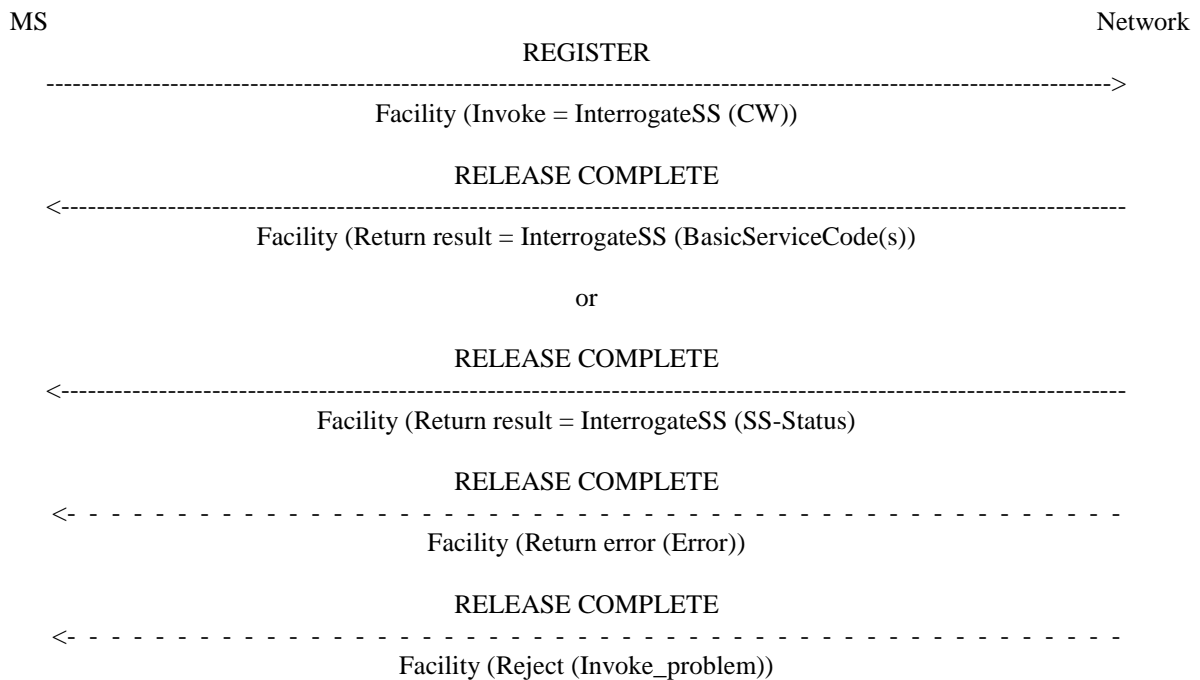 MS Network
REGISTER
Facility (Invoke = InterrogateSS (CW))
RELEASE COMPLETE
Facility (Return result = InterrogateSS (BasicServiceCode(s))
or
RELEASE COMPLETE
Facility (Return result = InterrogateSS (SS-Status)
RELEASE COMPLETE
Facility (Return error (Error))
RELEASE COMPLETE
Facility (Reject (Invoke_problem))